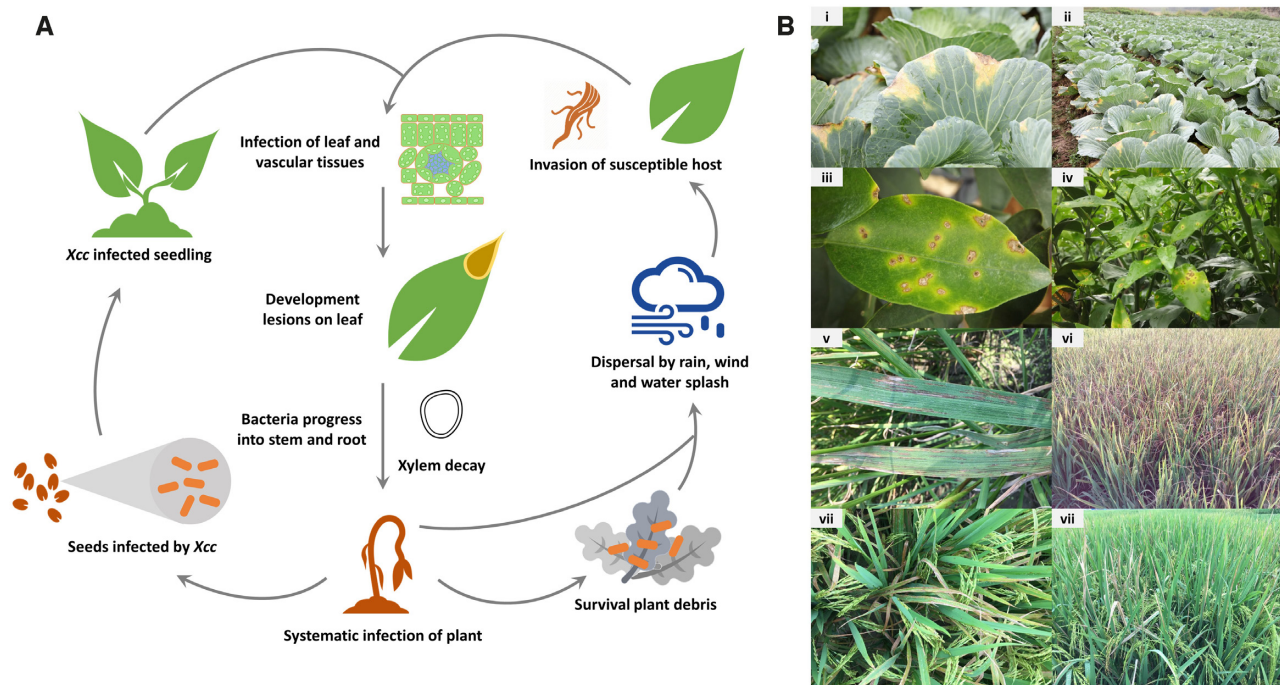 A
Infection of leaf and
vascular tissues
Invasion of susceptible host
Xcc infected seedling
Development
lesions on leaf
Dispersal by rain, wind
and water splash
Bacteria progress
into stem and root
Xylem decay
Seeds infected by Xcc
Survival plant debris
Systematic infection of plant
B
i
ii
iii
iv
v
vi
vii
vii